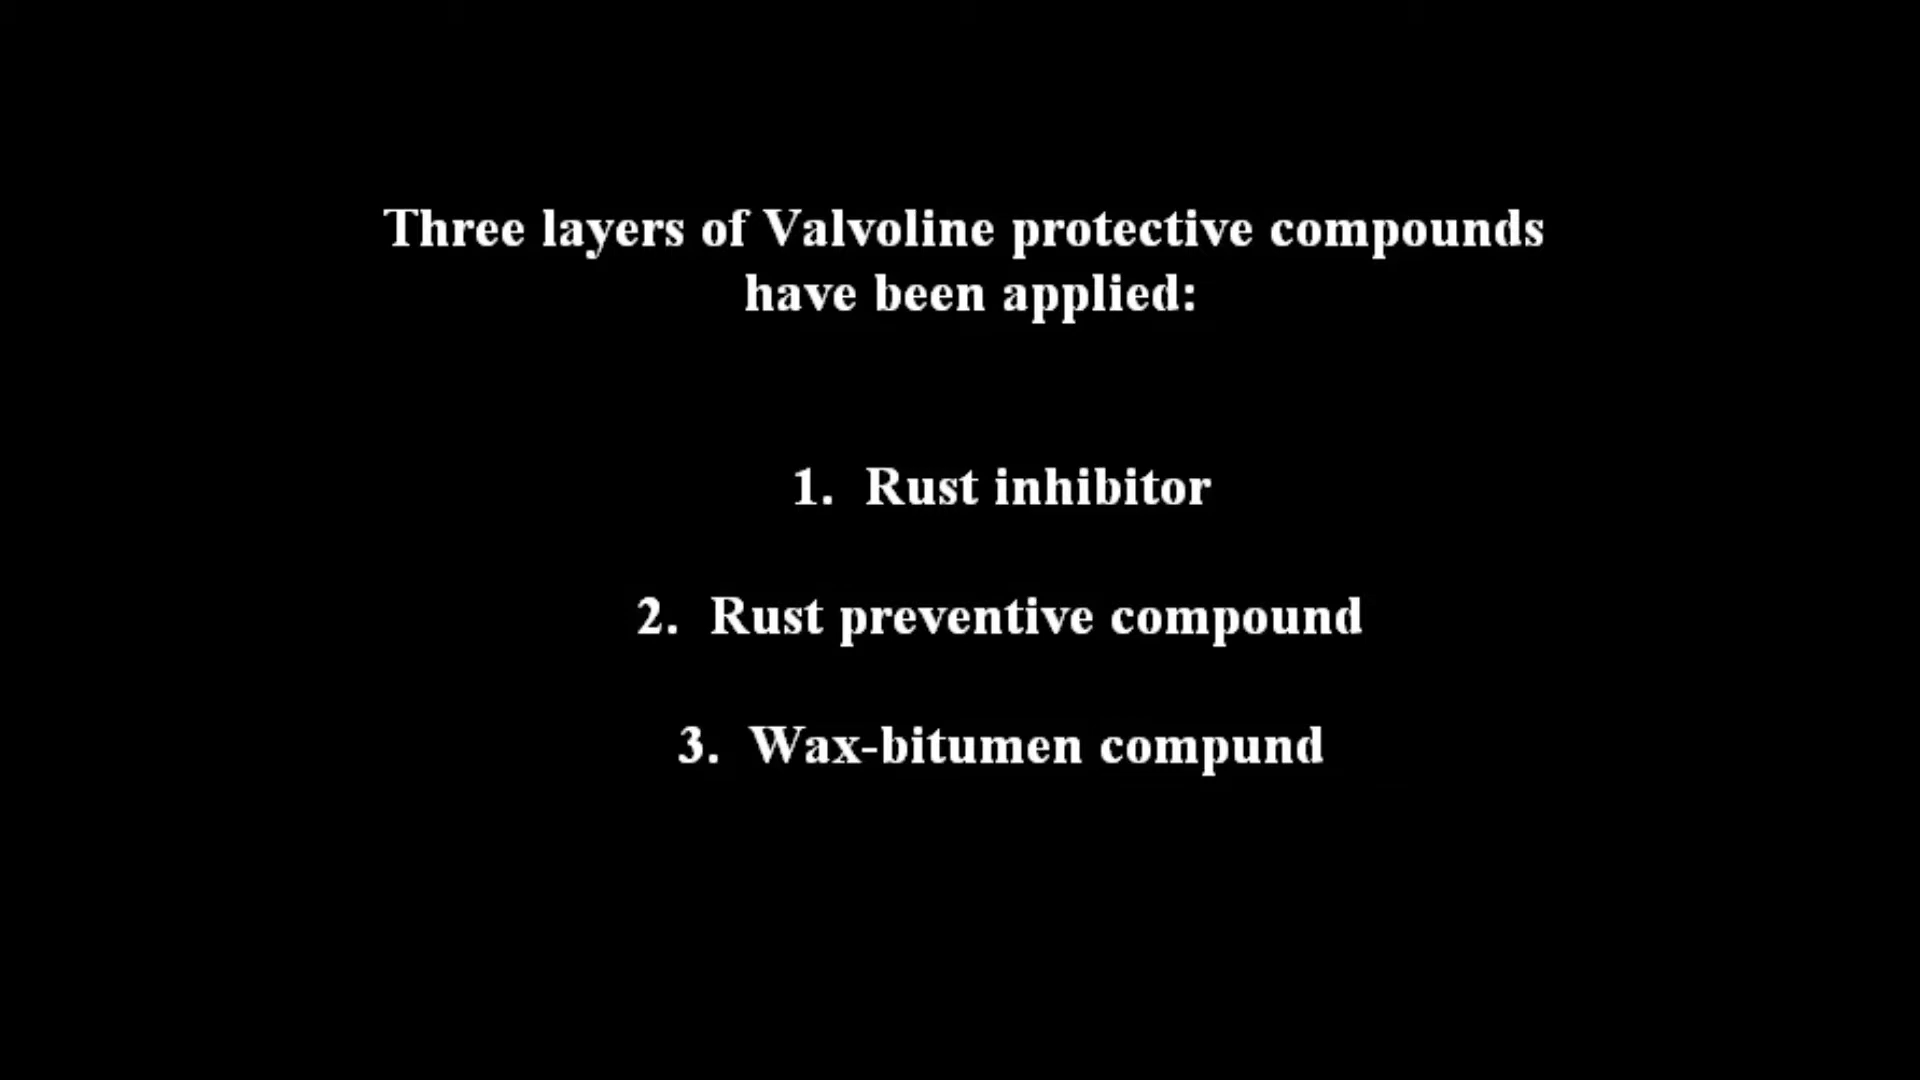 Three layers of Valvoline protective compounds
have been applied:
1. Rust inhibitor
2. Rust preventive compound
3. Wax-bitumen compund